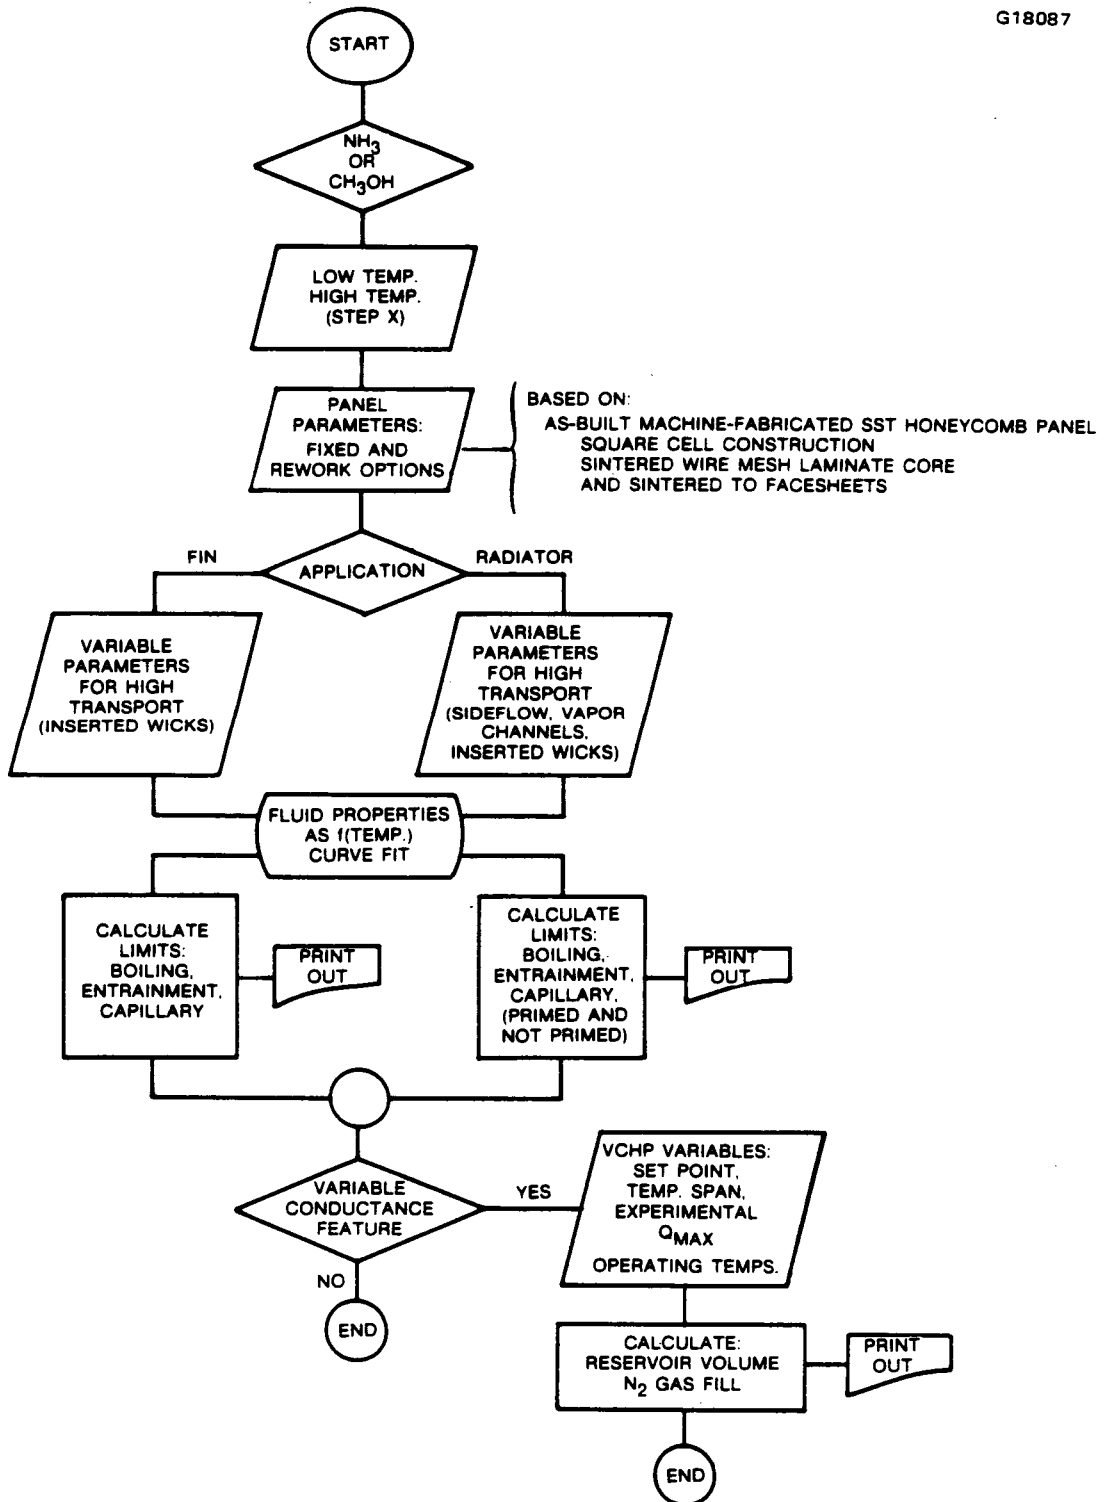 G18087
START
NH3
OR
CH3OH
LOW TEMP.
HIGH TEMP.
(STEP X)
PANEL
PARAMETERS:
FIXED AND
REWORK OPTIONS
BASED ON:
AS-BUILT MACHINE-FABRICATED SST HONEYCOMB PANEL
SQUARE CELL CONSTRUCTION
SINTERED WIRE MESH LAMINATE CORE
AND SINTERED TO FACESHEETS
FIN
APPLICATION
RADIATOR
VARIABLE
PARAMETERS
FOR HIGH
TRANSPORT
(INSERTED WICKS)
VARIABLE
PARAMETERS
FOR HIGH
TRANSPORT
(SIDEFLOW, VAPOR
CHANNELS,
INSERTED WICKS)
FLUID PROPERTIES
AS f(TEMP.)
CURVE FIT
CALCULATE
LIMITS:
BOILING,
ENTRAINMENT,
CAPILLARY
PRINT
OUT
CALCULATE
LIMITS:
BOILING,
ENTRAINMENT,
CAPILLARY,
(PRIMED AND
NOT PRIMED)
PRINT
OUT
VARIABLE
CONDUCTANCE
FEATURE
YES
NO
END
VCHP VARIABLES:
SET POINT,
TEMP. SPAN,
EXPERIMENTAL
QMAX
OPERATING TEMPS.
CALCULATE:
RESERVOIR VOLUME
N2 GAS FILL
PRINT
OUT
END